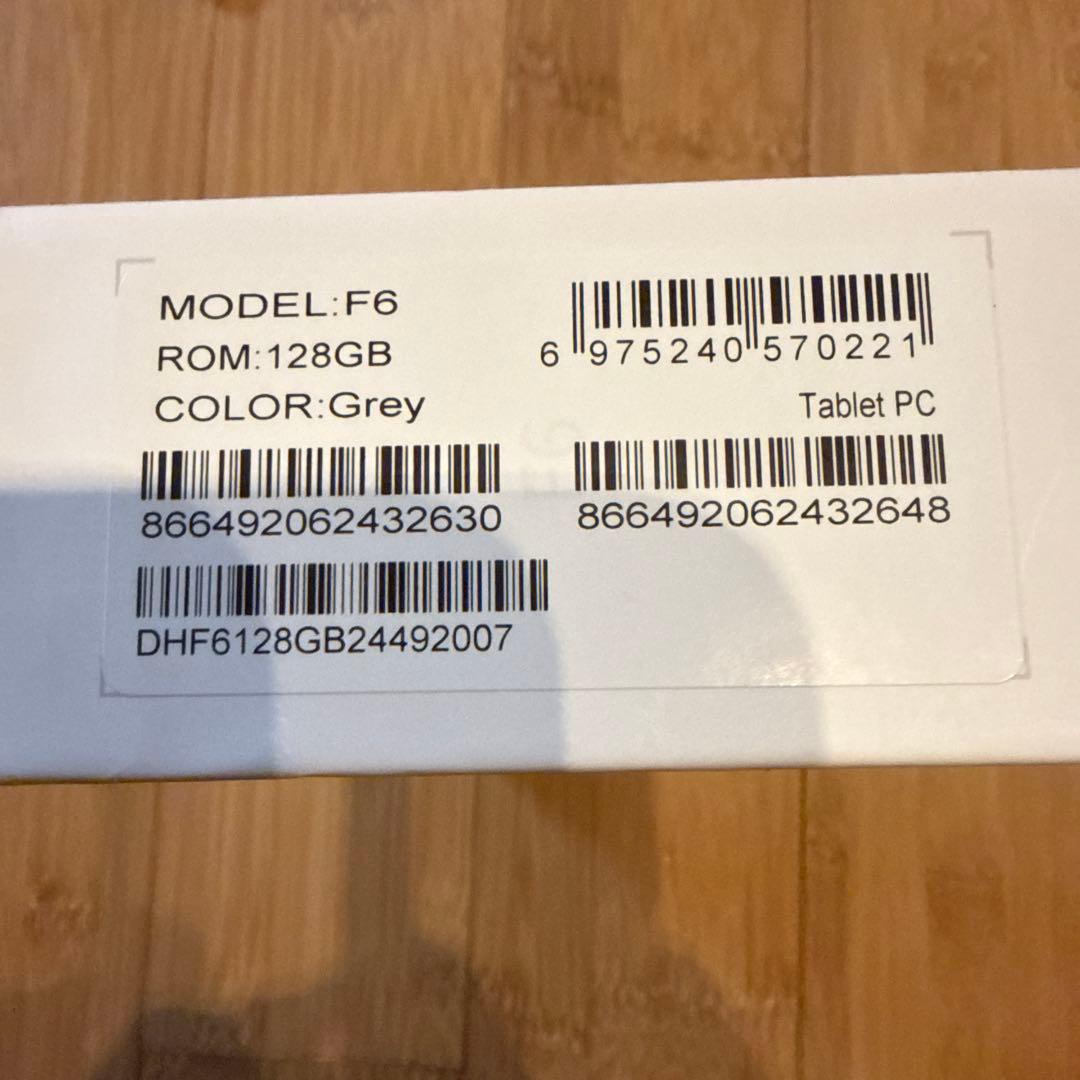 MODEL:F6
ROM:128GB
COLOR:Grey
6 975240 570221
Tablet PC
866492062432630
866492062432648
DHF6128GB24492007